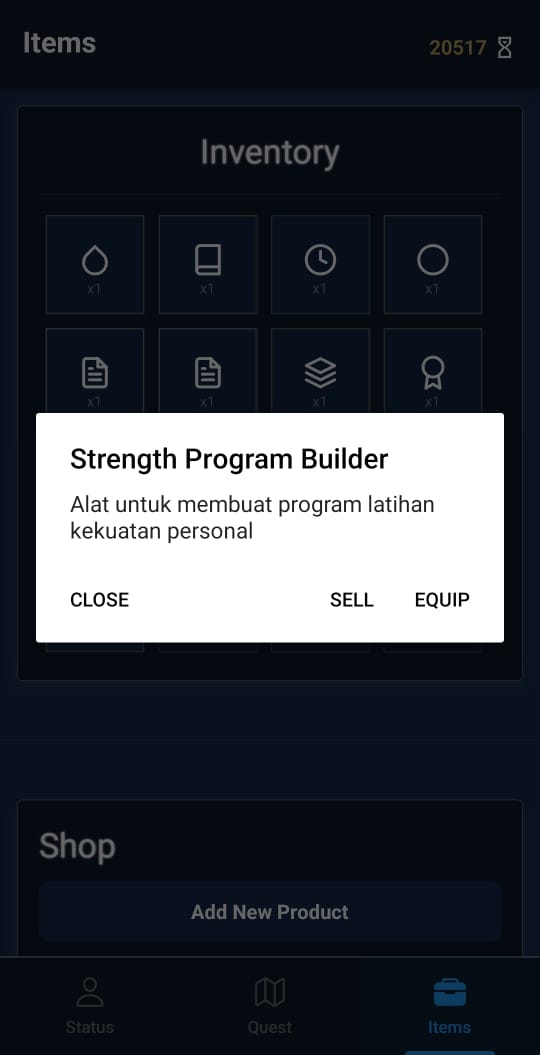 Items
20517
Inventory
x1 x1 x1 x1
x1 x1 x1 x1
Strength Program Builder
Alat untuk membuat program latihan
kekuatan personal
CLOSE SELL EQUIP
Shop
Add New Product
Status Quest Items